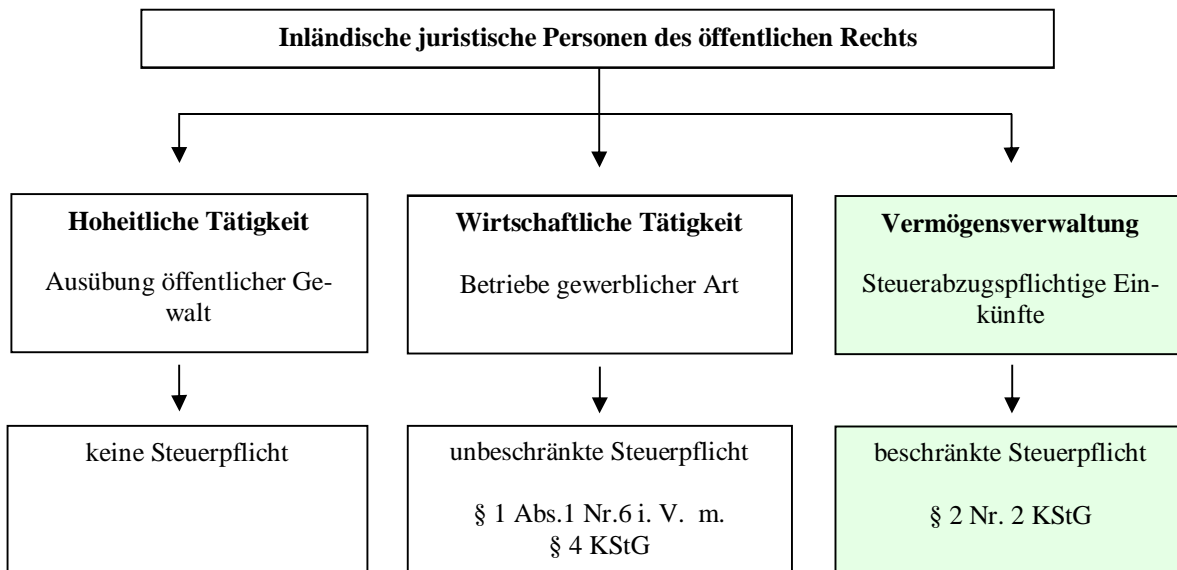 Inländische juristische Personen des öffentlichen Rechts
Hoheitliche Tätigkeit
Ausübung öffentlicher Ge-
walt
Wirtschaftliche Tätigkeit
Betriebe gewerblicher Art
Vermögensverwaltung
Steuerabzugspflichtige Ein-
künfte
keine Steuerpflicht
unbeschränkte Steuerpflicht
§ 1 Abs.1 Nr.6 i. V. m.
§ 4 KStG
beschränkte Steuerpflicht
§ 2 Nr. 2 KStG